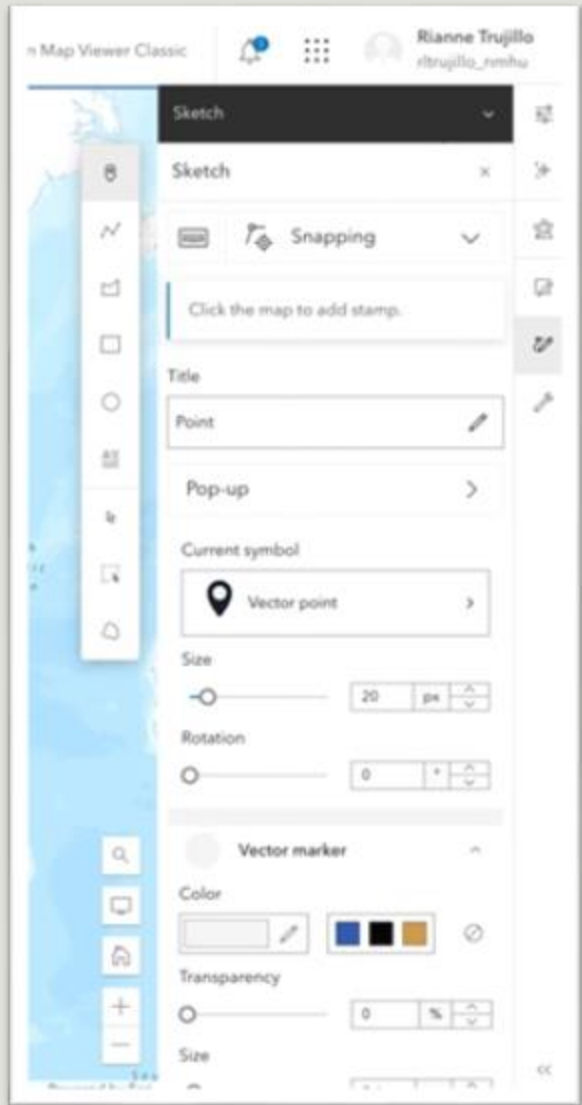 n Map Viewer Classic
Rianne Trujillo
rltrujillo_nmhu
Sketch
Sketch
Snapping
Click the map to add stamp.
Title
Point
Pop-up
Current symbol
Vector point
Size
20 px
Rotation
0 °
Vector marker
Color
Transparency
0 %
Size